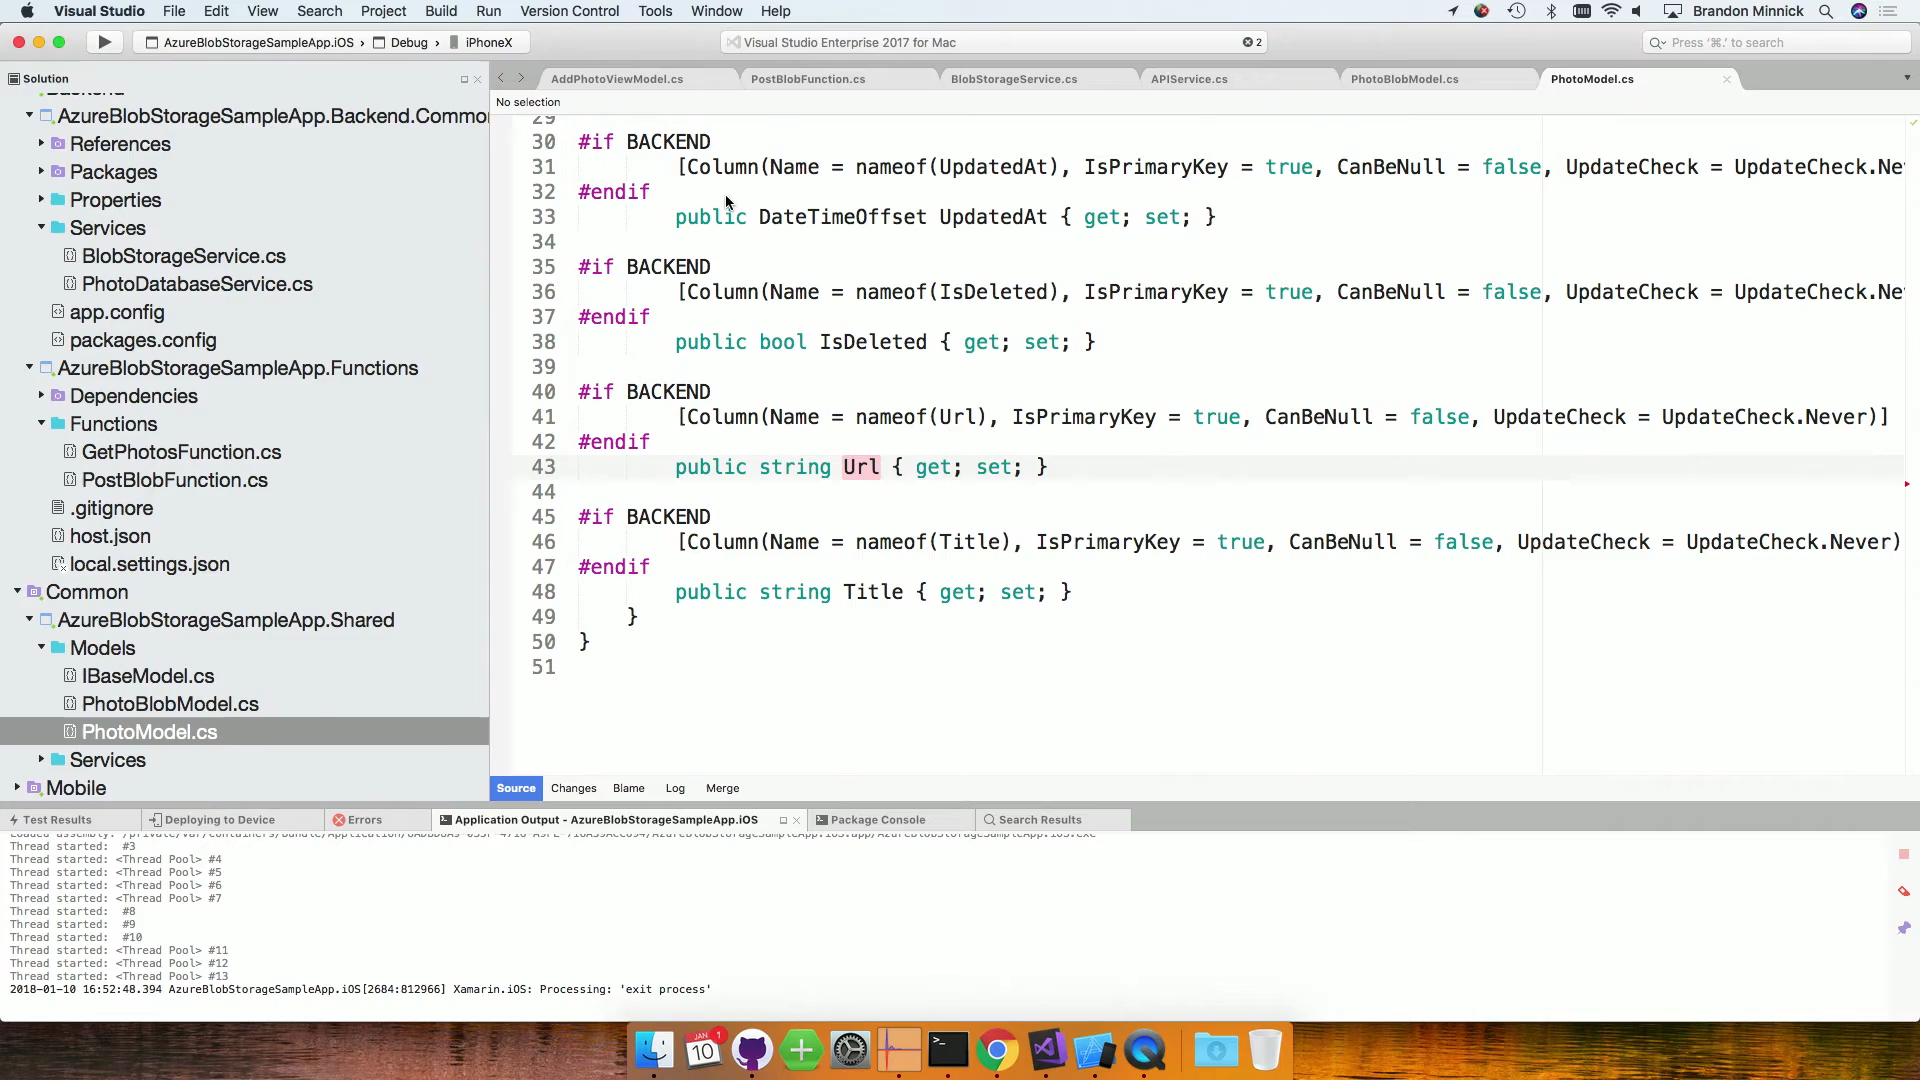 Visual Studio File Edit View Search Project Build Run Version Control Tools Window Help Brandon Minnick
AzureBlobStorageSampleApp.iOS › Debug › iPhoneX
Visual Studio Enterprise 2017 for Mac
2
Press '⌘.' to search
Solution
AddPhotoViewModel.cs
PostBlobFunction.cs
BlobStorageService.cs
APIService.cs
PhotoBlobModel.cs
PhotoModel.cs
No selection
Backend
AzureBlobStorageSampleApp.Backend.Commo
References
Packages
Properties
Services
BlobStorageService.cs
PhotoDatabaseService.cs
app.config
packages.config
AzureBlobStorageSampleApp.Functions
Dependencies
Functions
GetPhotosFunction.cs
PostBlobFunction.cs
.gitignore
host.json
local.settings.json
Common
AzureBlobStorageSampleApp.Shared
Models
IBaseModel.cs
PhotoBlobModel.cs
PhotoModel.cs
Services
Mobile
29
30 #if BACKEND
31 [Column(Name = nameof(UpdatedAt), IsPrimaryKey = true, CanBeNull = false, UpdateCheck = UpdateCheck.Ne
32 #endif
33 public DateTimeOffset UpdatedAt { get; set; }
34
35 #if BACKEND
36 [Column(Name = nameof(IsDeleted), IsPrimaryKey = true, CanBeNull = false, UpdateCheck = UpdateCheck.Ne
37 #endif
38 public bool IsDeleted { get; set; }
39
40 #if BACKEND
41 [Column(Name = nameof(Url), IsPrimaryKey = true, CanBeNull = false, UpdateCheck = UpdateCheck.Never)]
42 #endif
43 public string Url { get; set; }
44
45 #if BACKEND
46 [Column(Name = nameof(Title), IsPrimaryKey = true, CanBeNull = false, UpdateCheck = UpdateCheck.Never)
47 #endif
48 public string Title { get; set; }
49 }
50 }
51
Source Changes Blame Log Merge
Test Results
Deploying to Device
Errors
Application Output - AzureBlobStorageSampleApp.iOS
Package Console
Search Results
Thread started: #3
Thread started: <Thread Pool> #4
Thread started: <Thread Pool> #5
Thread started: <Thread Pool> #6
Thread started: <Thread Pool> #7
Thread started: #8
Thread started: #9
Thread started: #10
Thread started: <Thread Pool> #11
Thread started: <Thread Pool> #12
Thread started: <Thread Pool> #13
2018-01-10 16:52:48.394 AzureBlobStorageSampleApp.iOS[2684:812966] Xamarin.iOS: Processing: 'exit process'
JAN
10
1